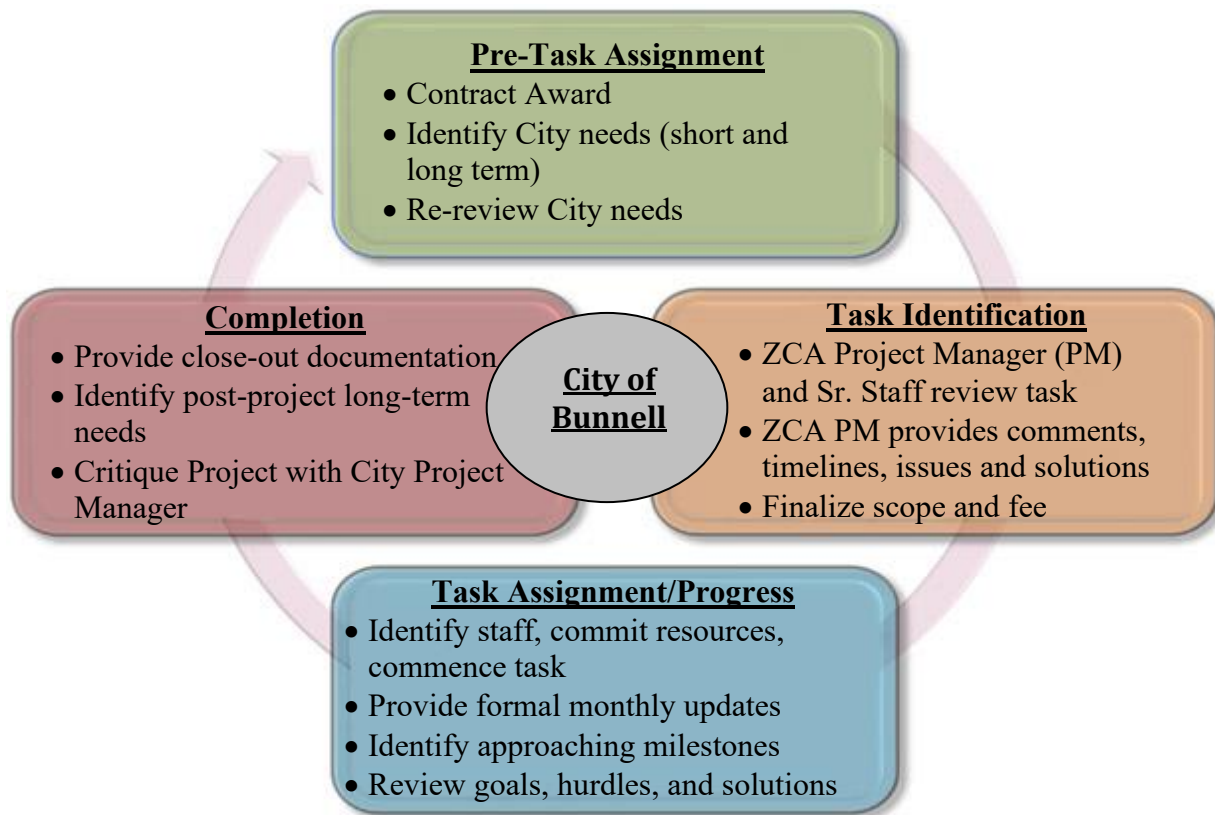 Pre-Task Assignment
• Contract Award
• Identify City needs (short and
long term)
• Re-review City needs
Completion
• Provide close-out documentation
• Identify post-project long-term
needs
• Critique Project with City Project
Manager
City of
Bunnell
Task Identification
• ZCA Project Manager (PM)
and Sr. Staff review task
• ZCA PM provides comments,
timelines, issues and solutions
• Finalize scope and fee
Task Assignment/Progress
• Identify staff, commit resources,
commence task
• Provide formal monthly updates
• Identify approaching milestones
• Review goals, hurdles, and solutions